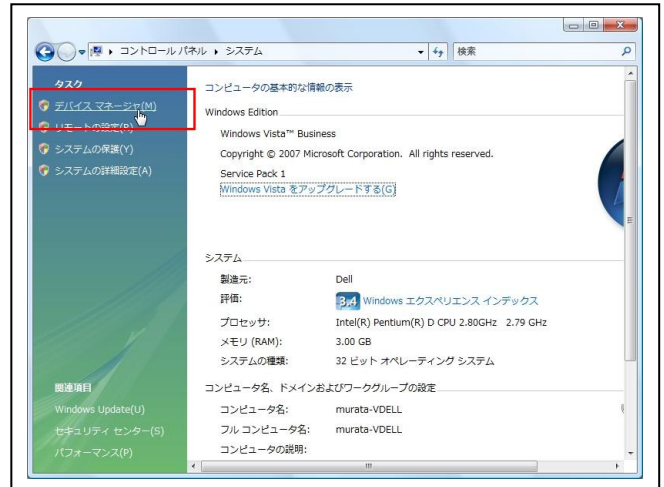 コントロール パネル ▸ システム
検索
タスク
デバイス マネージャ(M)
リモートの設定(R)
システムの保護(Y)
システムの詳細設定(A)
コンピュータの基本的な情報の表示
Windows Edition
Windows Vista™ Business
Copyright © 2007 Microsoft Corporation. All rights reserved.
Service Pack 1
Windows Vista をアップグレードする(G)
システム
製造元: Dell
評価: 3,4 Windows エクスペリエンス インデックス
プロセッサ: Intel(R) Pentium(R) D CPU 2.80GHz 2.79 GHz
メモリ (RAM): 3.00 GB
システムの種類: 32 ビット オペレーティング システム
関連項目
Windows Update(U)
セキュリティ センター(S)
パフォーマンス(P)
コンピュータ名、ドメインおよびワークグループの設定
コンピュータ名: murata-VDELL
フル コンピュータ名: murata-VDELL
コンピュータの説明: